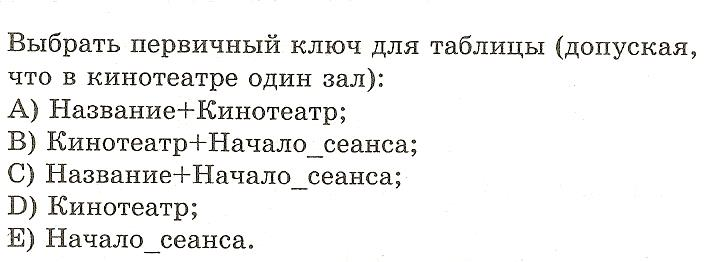 Выбрать первичный ключ для таблицы (допуская,
что в кинотеатре один зал):
A) Название+Кинотеатр;
B) Кинотеатр+Начало_сеанса;
C) Название+Начало_сеанса;
D) Кинотеатр;
E) Начало_сеанса.